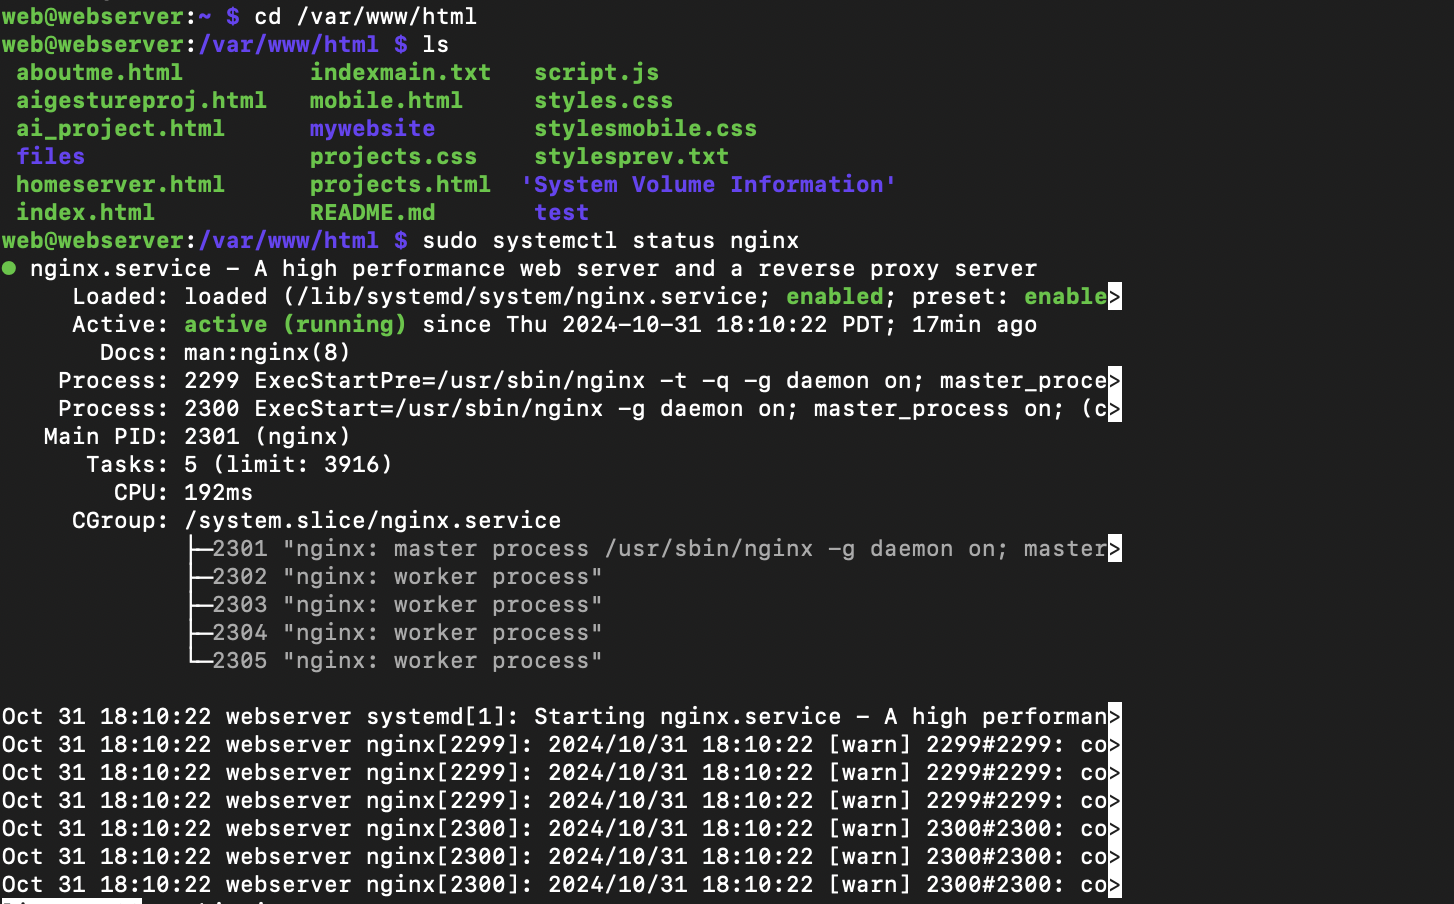 web@webserver:~ $ cd /var/www/html
web@webserver:/var/www/html $ ls
aboutme.html indexmain.txt script.js
aigestureproj.html mobile.html styles.css
ai_project.html mywebsite stylesmobile.css
files projects.css stylesprev.txt
homeserver.html projects.html 'System Volume Information'
index.html README.md test
web@webserver:/var/www/html $ sudo systemctl status nginx
● nginx.service – A high performance web server and a reverse proxy server
Loaded: loaded (/lib/systemd/system/nginx.service; enabled; preset: enable>
Active: active (running) since Thu 2024-10-31 18:10:22 PDT; 17min ago
Docs: man:nginx(8)
Process: 2299 ExecStartPre=/usr/sbin/nginx -t -q -g daemon on; master_proce>
Process: 2300 ExecStart=/usr/sbin/nginx -g daemon on; master_process on; (c>
Main PID: 2301 (nginx)
Tasks: 5 (limit: 3916)
CPU: 192ms
CGroup: /system.slice/nginx.service
├─2301 "nginx: master process /usr/sbin/nginx -g daemon on; master>
├─2302 "nginx: worker process"
├─2303 "nginx: worker process"
├─2304 "nginx: worker process"
└─2305 "nginx: worker process"
Oct 31 18:10:22 webserver systemd[1]: Starting nginx.service – A high performan>
Oct 31 18:10:22 webserver nginx[2299]: 2024/10/31 18:10:22 [warn] 2299#2299: co>
Oct 31 18:10:22 webserver nginx[2299]: 2024/10/31 18:10:22 [warn] 2299#2299: co>
Oct 31 18:10:22 webserver nginx[2299]: 2024/10/31 18:10:22 [warn] 2299#2299: co>
Oct 31 18:10:22 webserver nginx[2300]: 2024/10/31 18:10:22 [warn] 2300#2300: co>
Oct 31 18:10:22 webserver nginx[2300]: 2024/10/31 18:10:22 [warn] 2300#2300: co>
Oct 31 18:10:22 webserver nginx[2300]: 2024/10/31 18:10:22 [warn] 2300#2300: co>